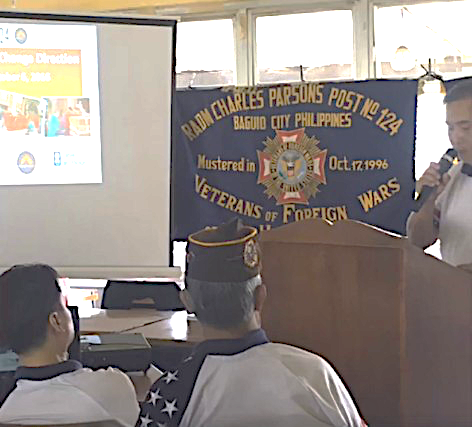 Change Direction
RADM CHARLES PARSONS POST NO 124
BAGUIO CITY PHILIPPINES
Mustered in Oct. 17, 1996
VETERANS OF FOREIGN WARS